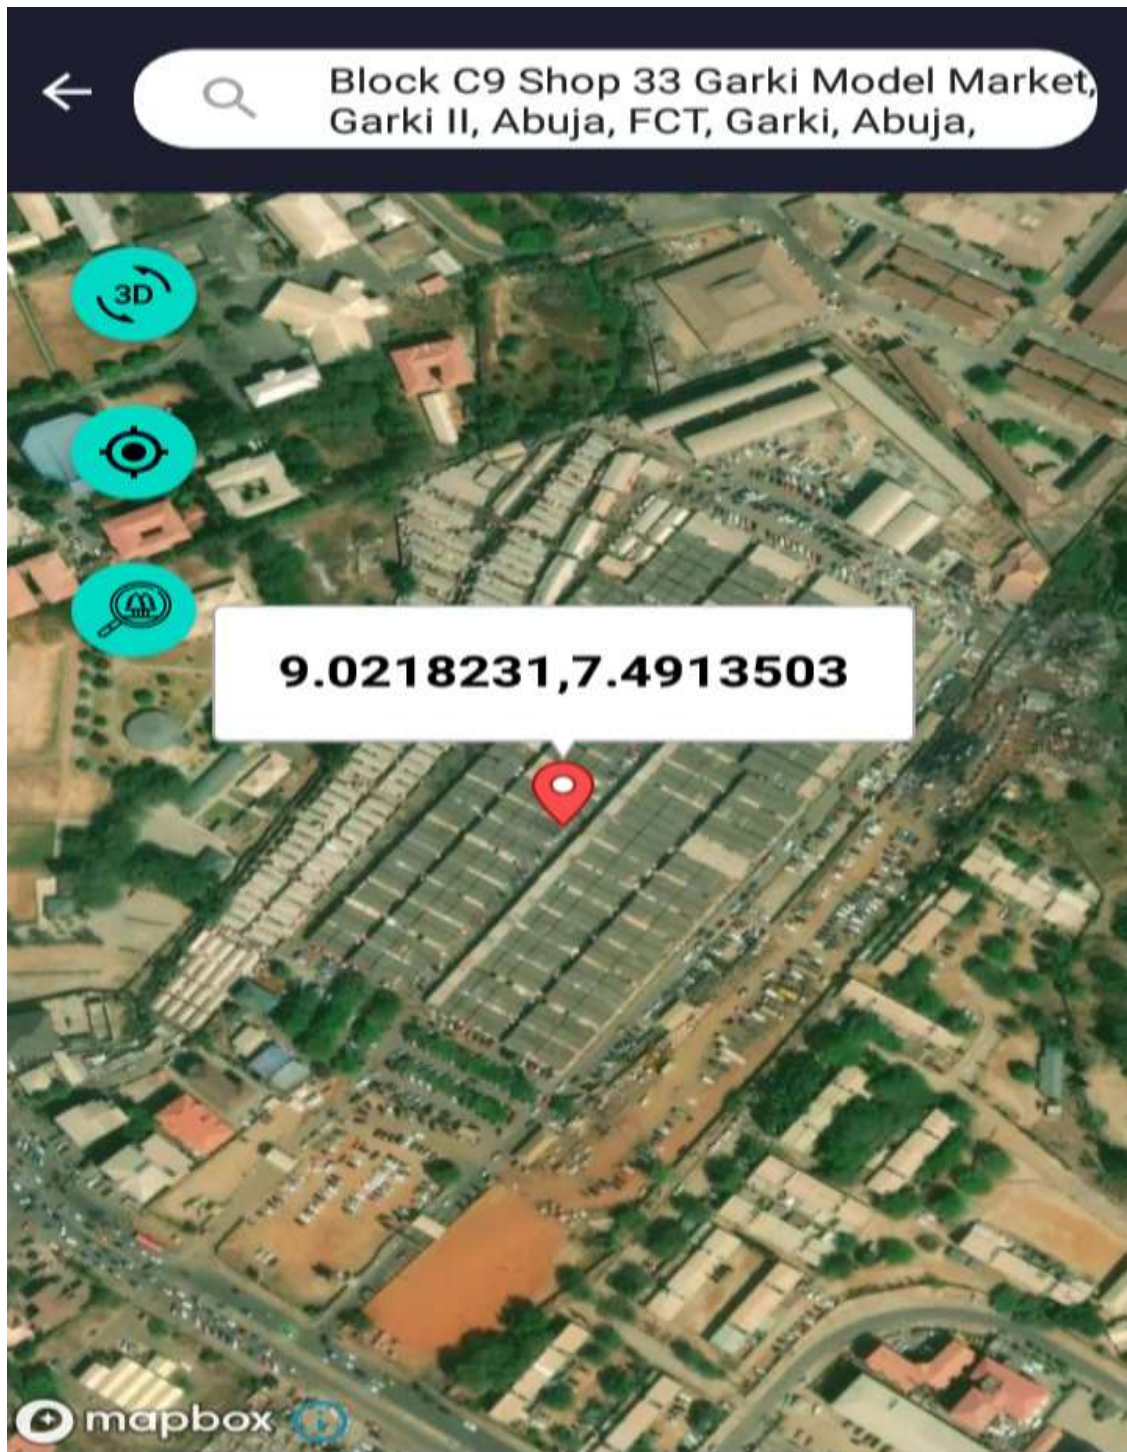 Block C9 Shop 33 Garki Model Market,
Garki II, Abuja, FCT, Garki, Abuja,
3D
9.0218231,7.4913503
mapbox